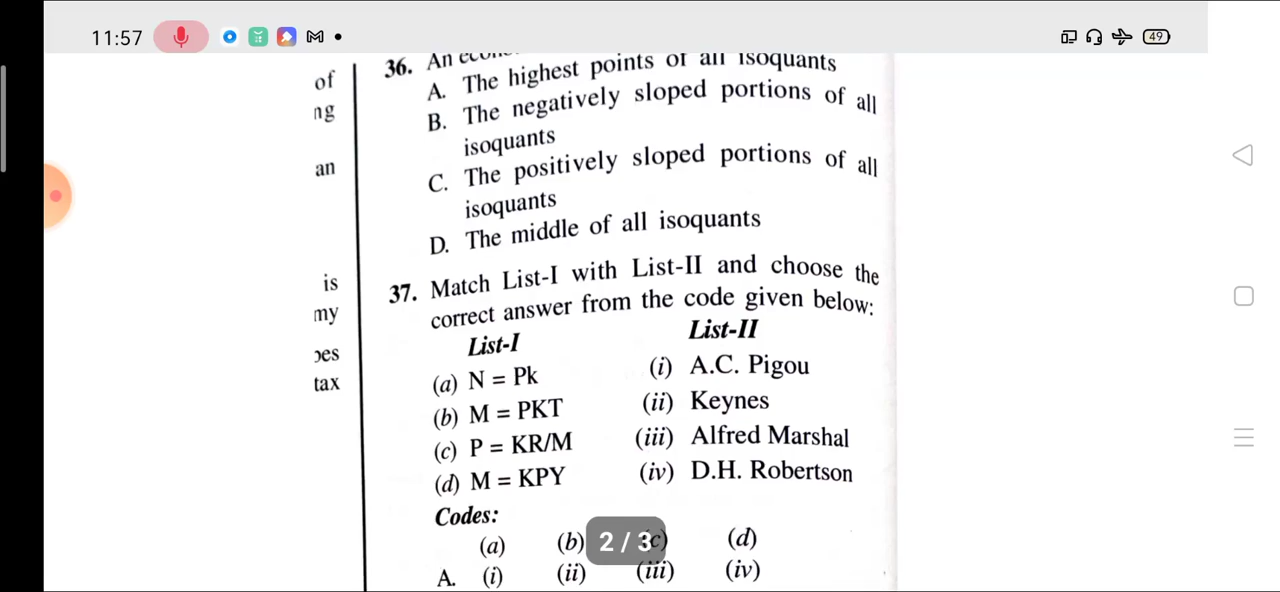 11:57
49
of
ng
an
is
my
tax
36. An
A. The highest points of all isoquants
B. The negatively sloped portions of all
isoquants
C. The positively sloped portions of all
isoquants
D. The middle of all isoquants
37. Match List-I with List-II and choose the
correct answer from the code given below:
List-I List-II
(a) N = Pk (i) A.C. Pigou
(b) M = PKT (ii) Keynes
(c) P = KR/M (iii) Alfred Marshal
(d) M = KPY (iv) D.H. Robertson
Codes:
(a) (b) (c) (d)
2 / 3
A. (i) (ii) (iii) (iv)